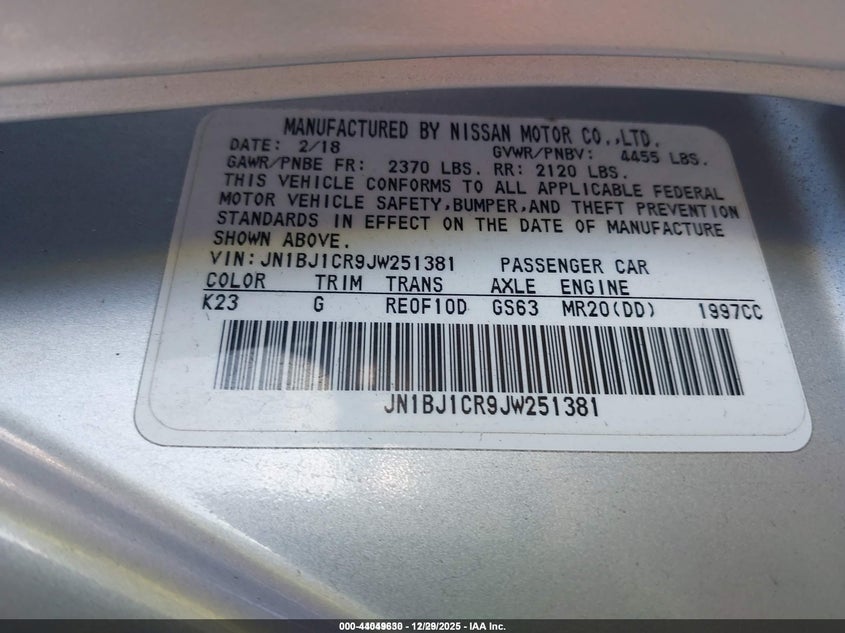 MANUFACTURED BY NISSAN MOTOR CO.,LTD.
DATE: 2/18 GVWR/PNBV: 4455 LBS.
GAWR/PNBE FR: 2370 LBS. RR: 2120 LBS.
THIS VEHICLE CONFORMS TO ALL APPLICABLE FEDERAL
MOTOR VEHICLE SAFETY,BUMPER,AND THEFT PREVENTION
STANDARDS IN EFFECT ON THE DATE OF MANUFACTURE
SHOWN ABOVE.
VIN:JN1BJ1CR9JW251381 PASSENGER CAR
COLOR TRIM TRANS AXLE ENGINE
K23 G RE0F10D GS63 MR20(DD) 1997CC
JN1BJ1CR9JW251381
000-44049630 - 12/29/2025 - IAA Inc.